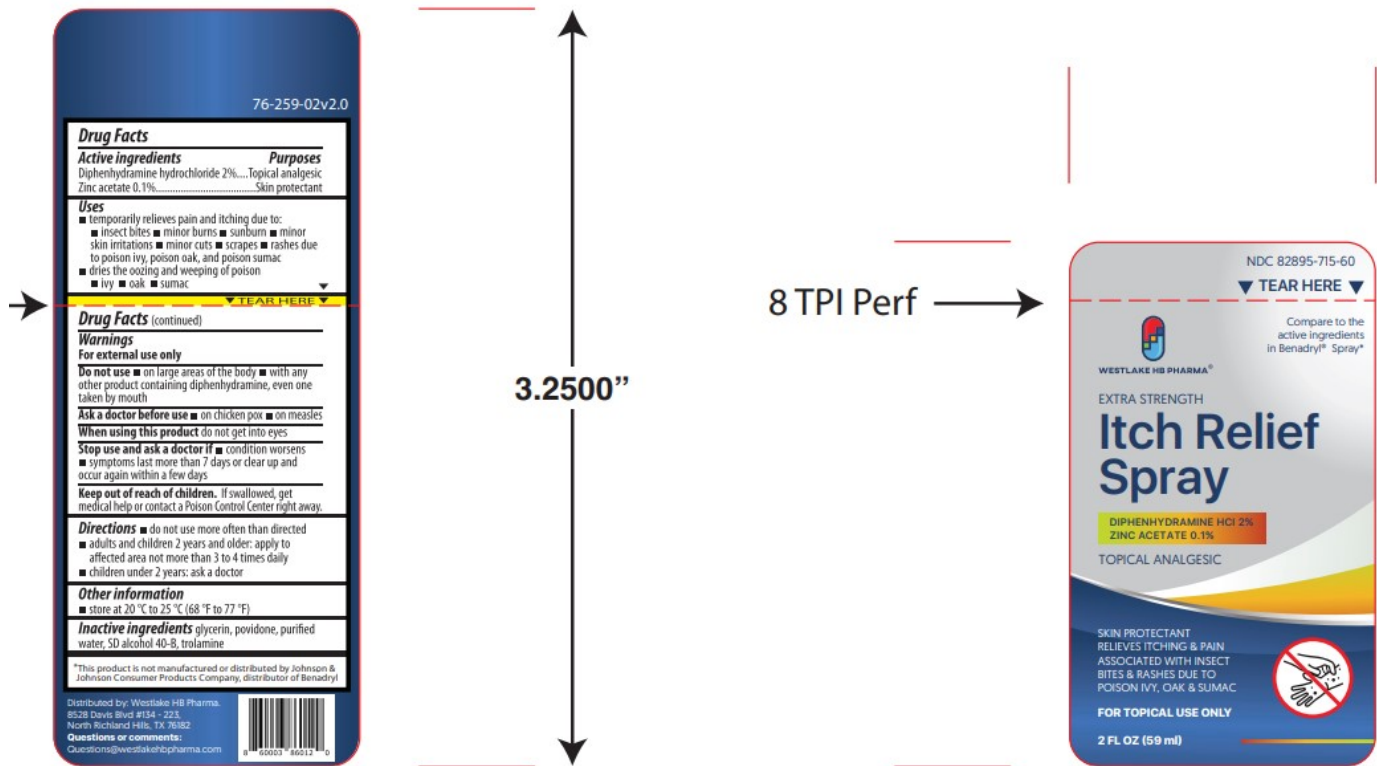 76-259-02v2.0
Drug Facts
Active ingredients Purposes
Diphenhydramine hydrochloride 2%....Topical analgesic
Zinc acetate 0.1%....................................Skin protectant
Uses
■ temporarily relieves pain and itching due to:
■ insect bites ■ minor burns ■ sunburn ■ minor
skin irritations ■ minor cuts ■ scrapes ■ rashes due
to poison ivy, poison oak, and poison sumac
■ dries the oozing and weeping of poison
■ ivy ■ oak ■ sumac ▼
▼ TEAR HERE ▼
Drug Facts (continued)
Warnings
For external use only
Do not use ■ on large areas of the body ■ with any
other product containing diphenhydramine, even one
taken by mouth
Ask a doctor before use ■ on chicken pox ■ on measles
When using this product do not get into eyes
Stop use and ask a doctor if ■ condition worsens
■ symptoms last more than 7 days or clear up and
occur again within a few days
Keep out of reach of children. If swallowed, get
medical help or contact a Poison Control Center right away.
Directions ■ do not use more often than directed
■ adults and children 2 years and older: apply to
affected area not more than 3 to 4 times daily
■ children under 2 years: ask a doctor
Other information
■ store at 20 °C to 25 °C (68 °F to 77 °F)
Inactive ingredients glycerin, povidone, purified
water, SD alcohol 40-B, trolamine
*This product is not manufactured or distributed by Johnson &
Johnson Consumer Products Company, distributor of Benadryl
Distributed by: Westlake HB Pharma.
8528 Davis Blvd #134 - 223,
North Richland Hills, TX 76182
Questions or comments:
Questions@westlakehbpharma.com
8 60003 86012 0
3.2500”
8 TPI Perf
NDC 82895-715-60
▼ TEAR HERE ▼
Compare to the
active ingredients
in Benadryl® Spray*
WESTLAKE HB PHARMA®
EXTRA STRENGTH
Itch Relief
Spray
DIPHENHYDRAMINE HCl 2%
ZINC ACETATE 0.1%
TOPICAL ANALGESIC
SKIN PROTECTANT
RELIEVES ITCHING & PAIN
ASSOCIATED WITH INSECT
BITES & RASHES DUE TO
POISON IVY, OAK & SUMAC
FOR TOPICAL USE ONLY
2 FL OZ (59 ml)